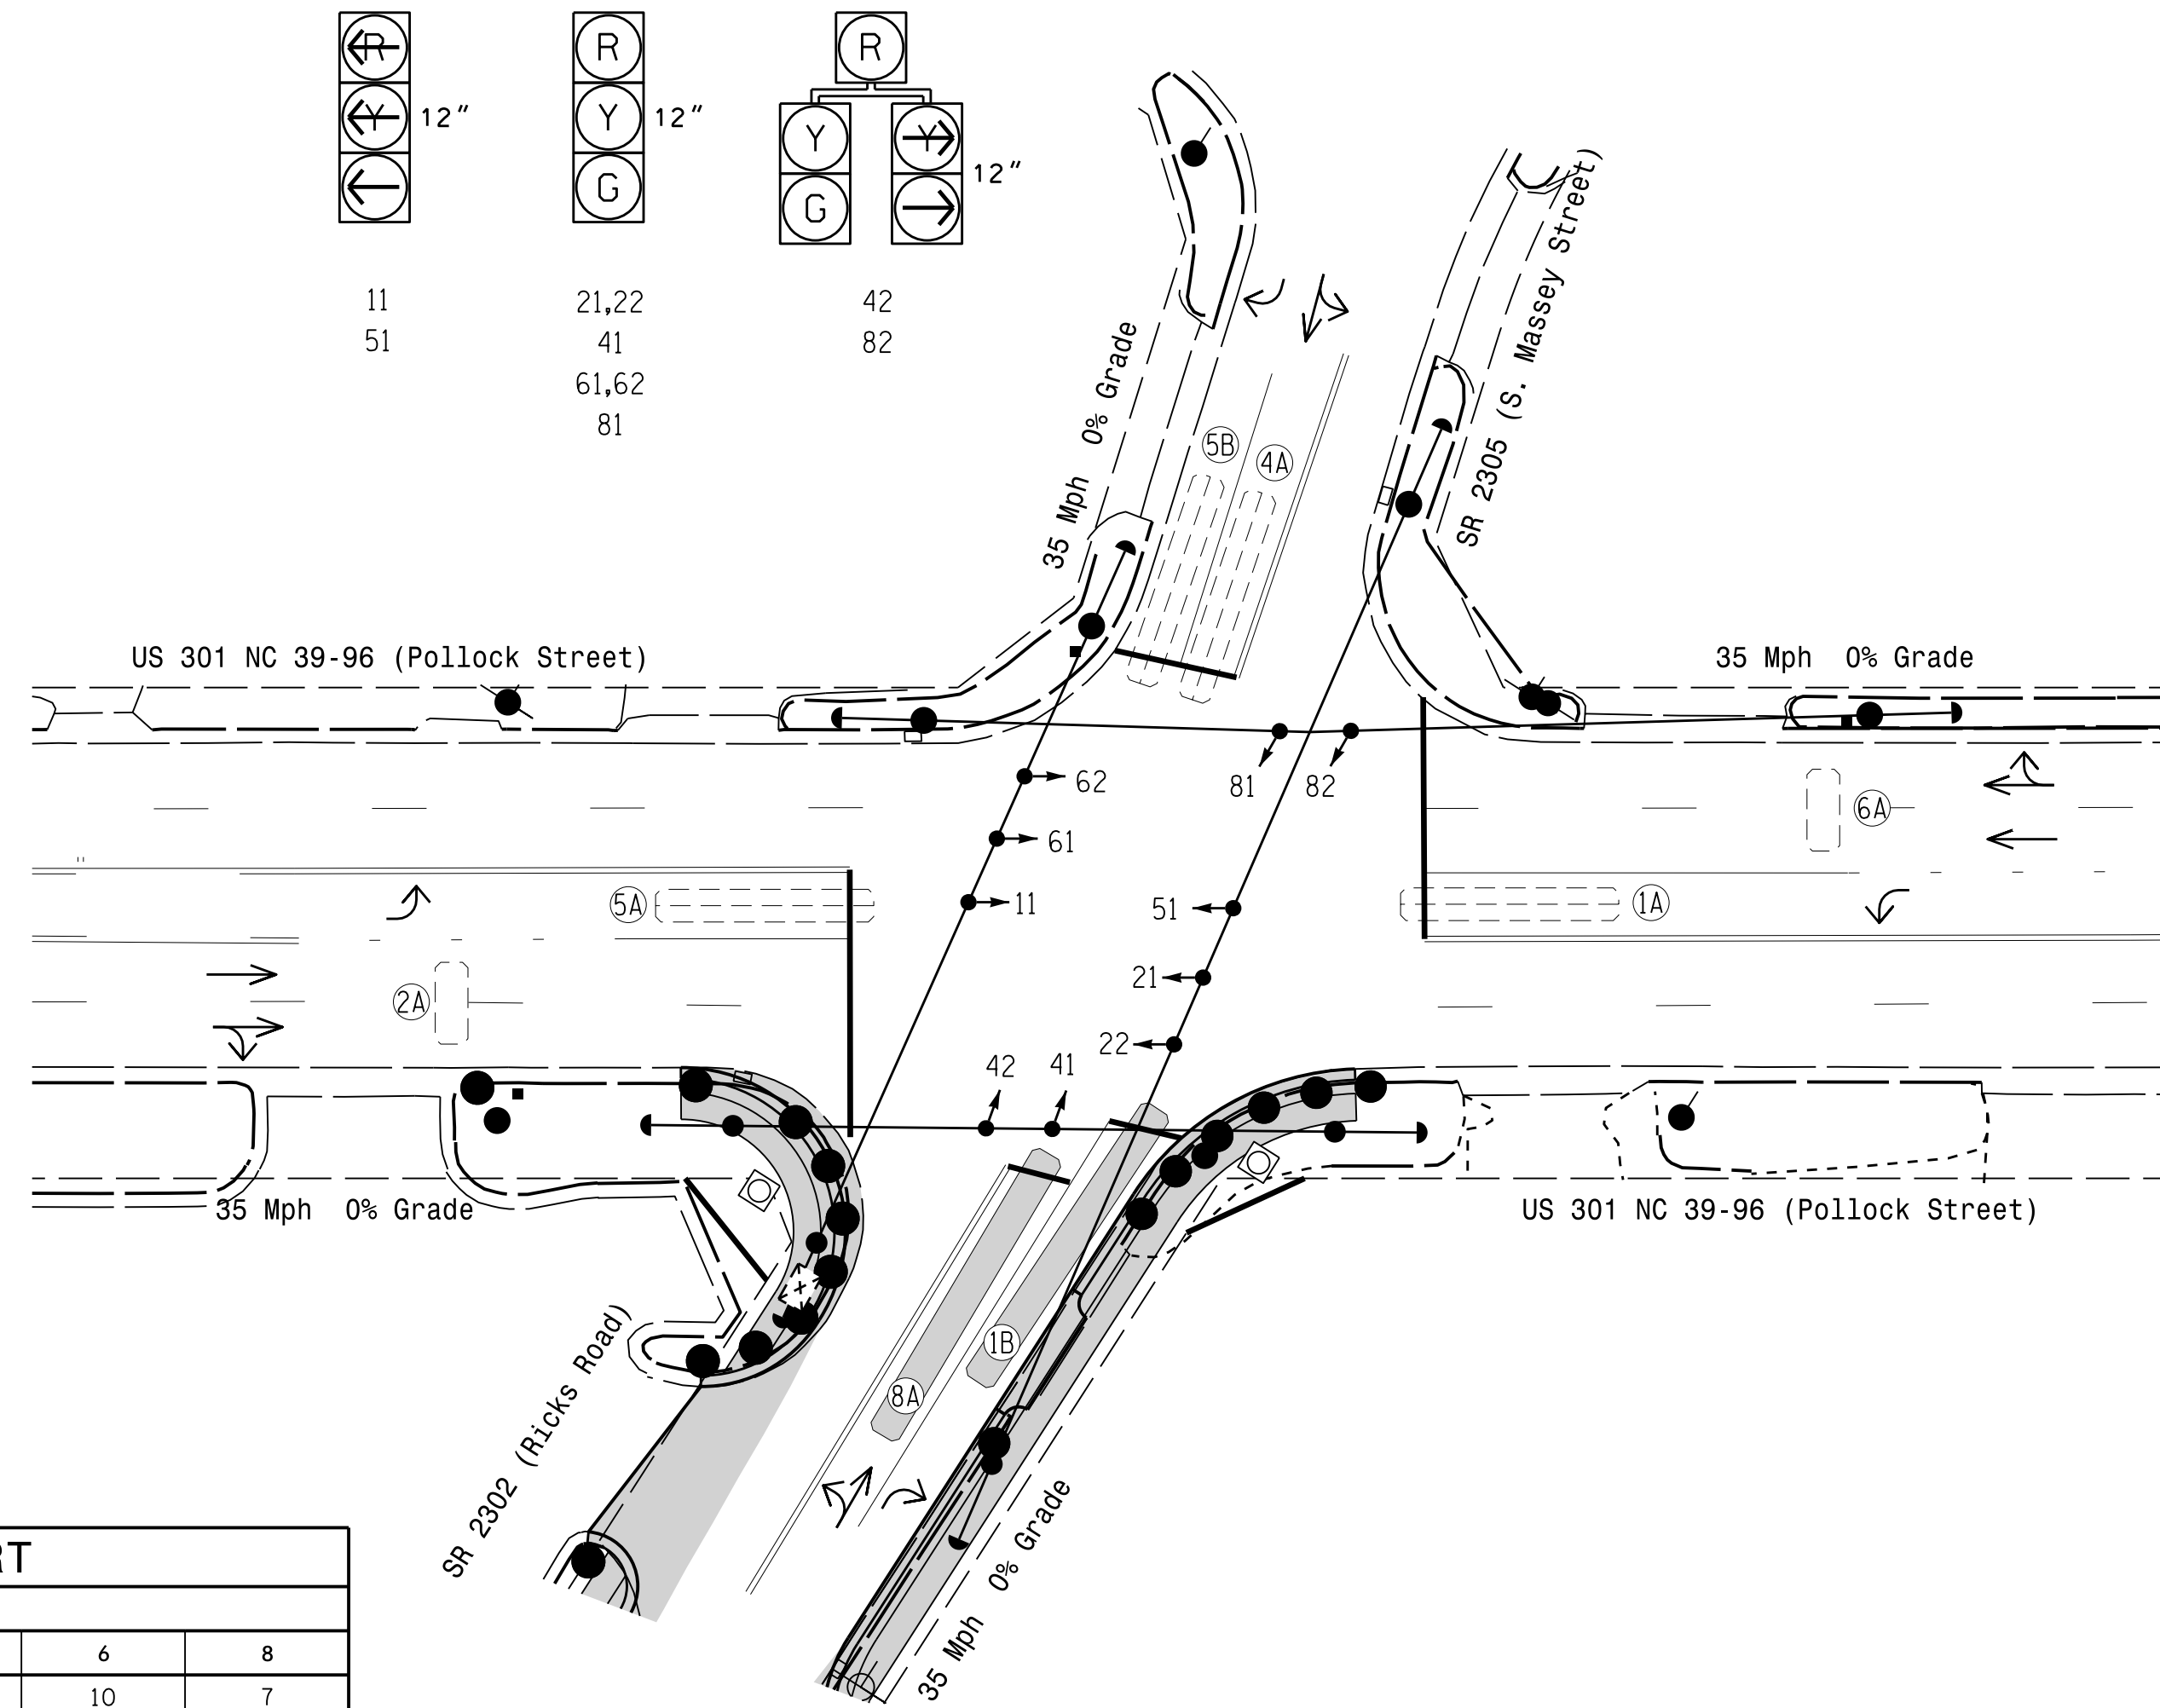 R
Y
12"
R
Y
G
12"
R
Y
Y
G
12"
11
51
21,22
41
61,62
81
42
82
35 Mph 0% Grade
SR 2305 (S. Massey Street)
5B
4A
US 301 NC 39-96 (Pollock Street)
35 Mph 0% Grade
62
81
82
61
6A
5A
11
51
1A
21
2A
22
42
41
35 Mph 0% Grade
US 301 NC 39-96 (Pollock Street)
SR 2302 (Ricks Road)
1B
8A
35 Mph 0% Grade
RT
6
8
10
7